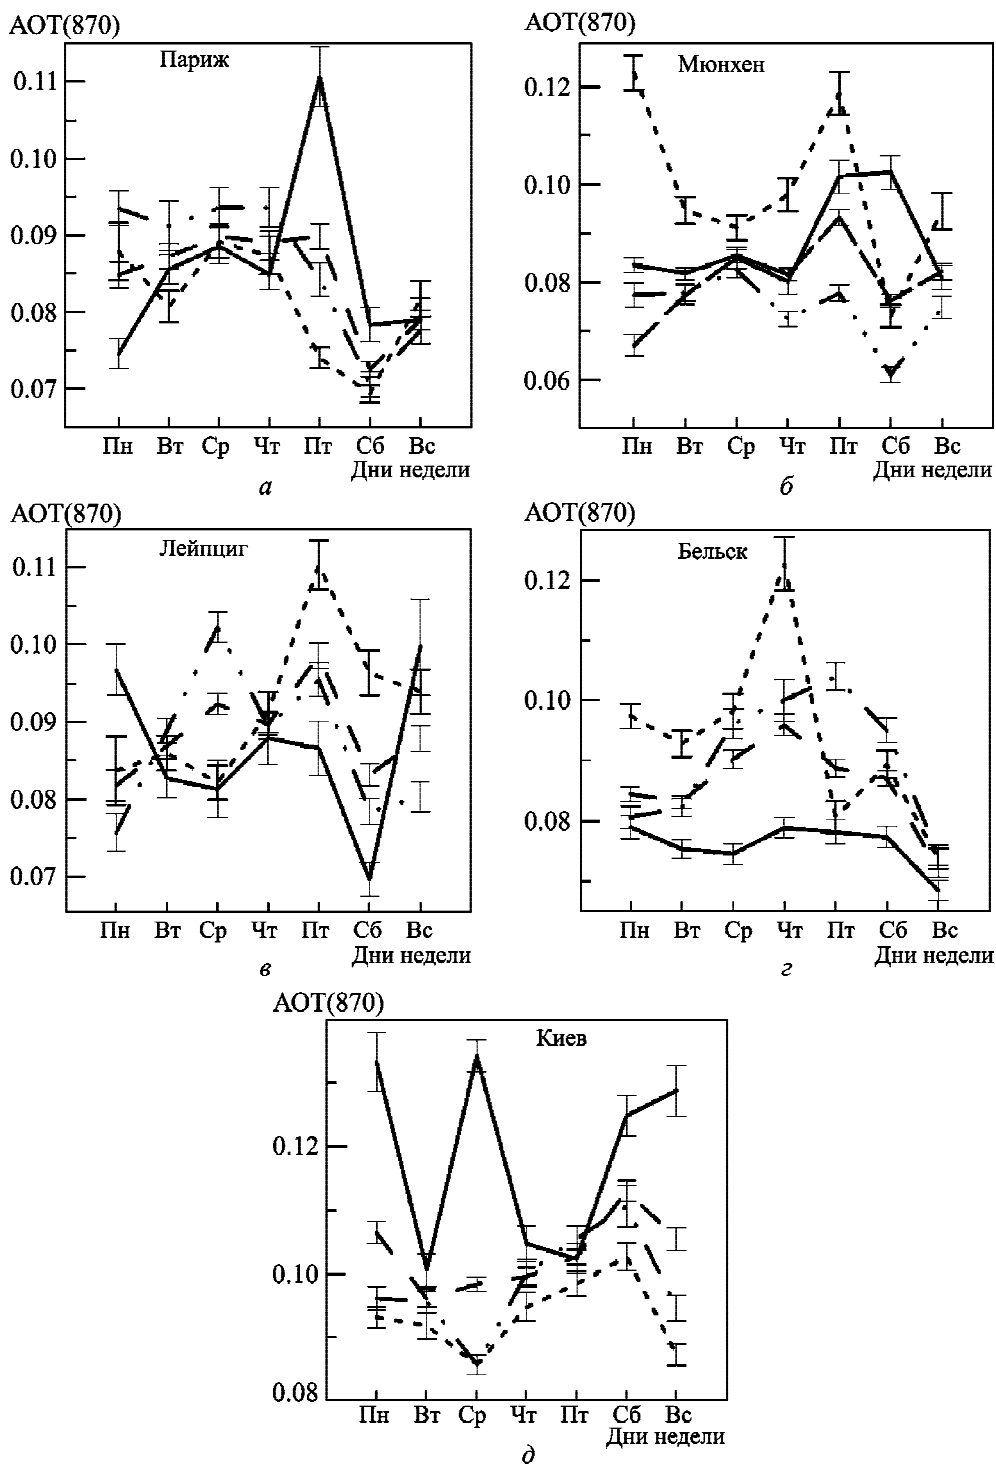 АОТ(870)
Париж
0.11
0.10
0.09
0.08
0.07
Пн Вт Ср Чт Пт Сб Вс
Дни недели
а
АОТ(870)
Мюнхен
0.12
0.10
0.08
0.06
Пн Вт Ср Чт Пт Сб Вс
Дни недели
б
АОТ(870)
Лейпциг
0.11
0.10
0.09
0.08
0.07
Пн Вт Ср Чт Пт Сб Вс
Дни недели
в
АОТ(870)
Бельск
0.12
0.10
0.08
Пн Вт Ср Чт Пт Сб Вс
Дни недели
г
АОТ(870)
Киев
0.12
0.10
0.08
Пн Вт Ср Чт Пт Сб Вс
Дни недели
д